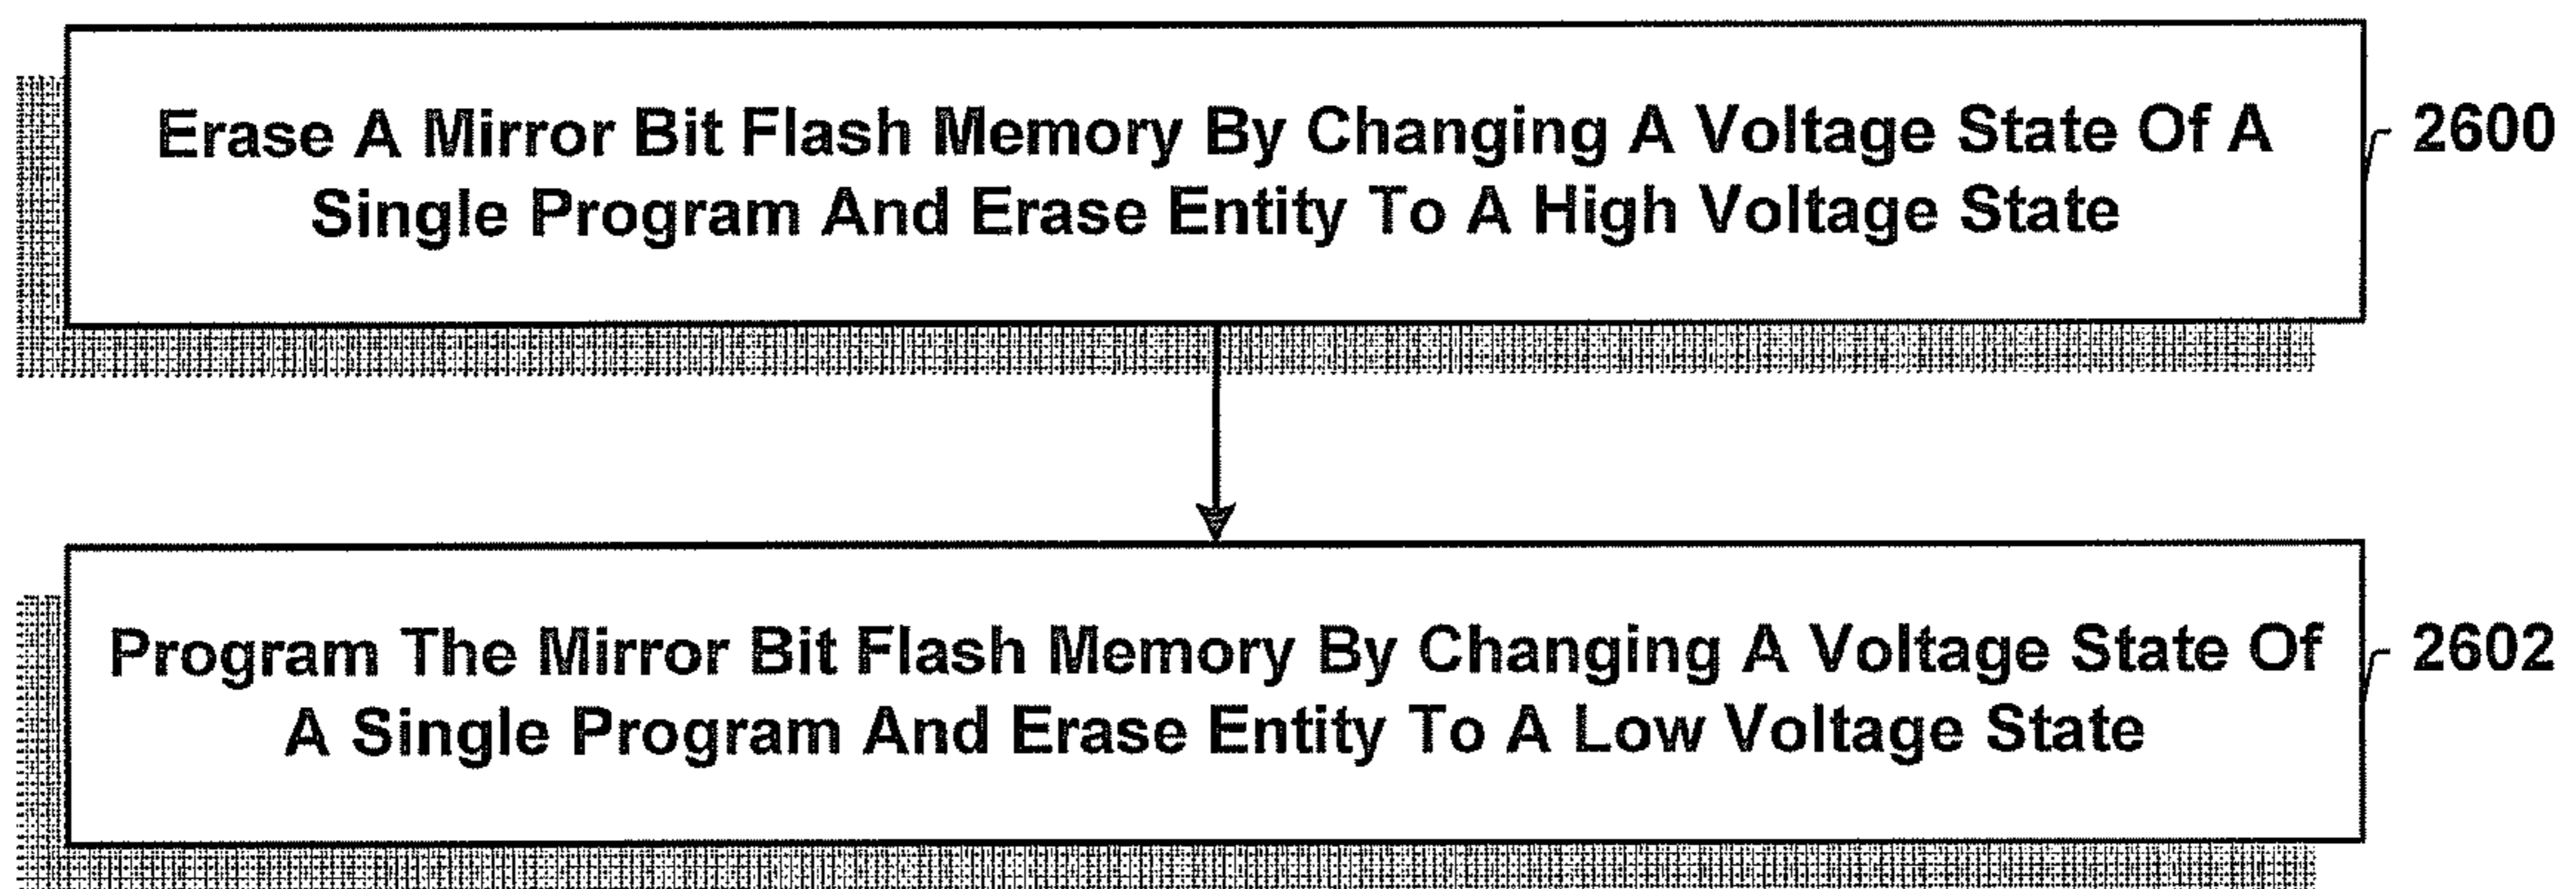 Erase A Mirror Bit Flash Memory By Changing A Voltage State Of A
Single Program And Erase Entity To A High Voltage State
2600
Program The Mirror Bit Flash Memory By Changing A Voltage State Of
A Single Program And Erase Entity To A Low Voltage State
2602